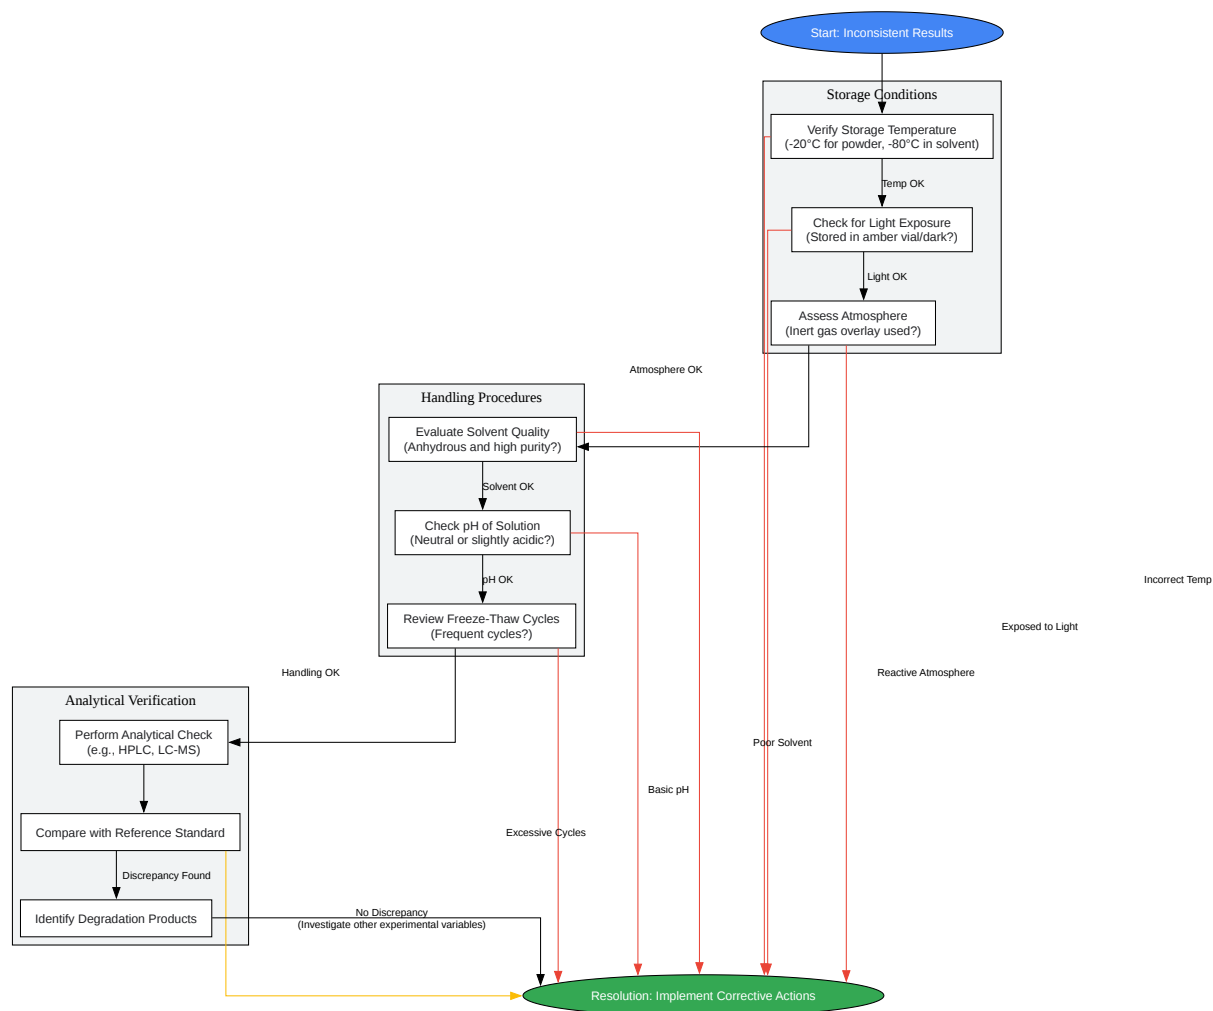 Start: Inconsistent Results
Storage Conditions
Verify Storage Temperature
(-20°C for powder, -80°C in solvent)
Temp OK
Check for Light Exposure
(Stored in amber vial/dark?)
Light OK
Assess Atmosphere
(Inert gas overlay used?)
Atmosphere OK
Handling Procedures
Evaluate Solvent Quality
(Anhydrous and high purity?)
Solvent OK
Check pH of Solution
(Neutral or slightly acidic?)
pH OK
Incorrect Temp
Review Freeze-Thaw Cycles
(Frequent cycles?)
Exposed to Light
Handling OK
Reactive Atmosphere
Analytical Verification
Perform Analytical Check
(e.g., HPLC, LC-MS)
Poor Solvent
Basic pH
Compare with Reference Standard
Excessive Cycles
Discrepancy Found
Identify Degradation Products
No Discrepancy
(Investigate other experimental variables)
Resolution: Implement Corrective Actions